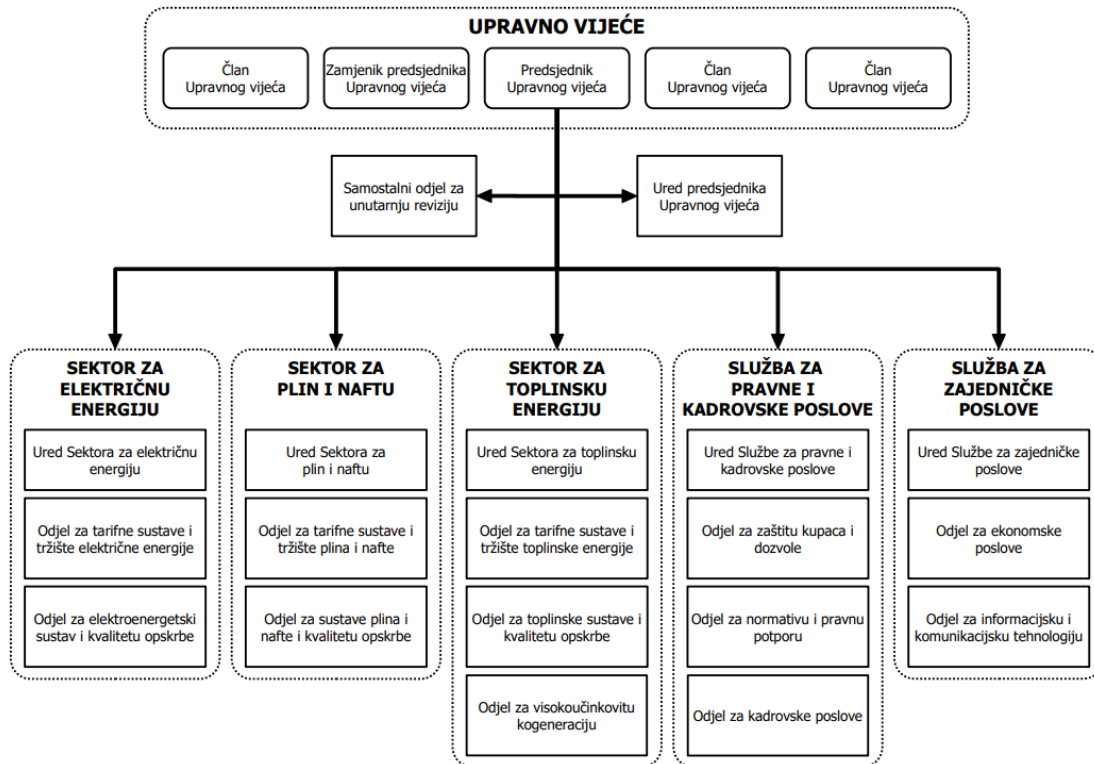 UPRAVNO VIJEĆE
Član
Upravnog vijeća
Zamjenik predsjednika
Upravnog vijeća
Predsjednik
Upravnog vijeća
Član
Upravnog vijeća
Član
Upravnog vijeća
Samostalni odjel za
unutarnju reviziju
Ured predsjednika
Upravnog vijeća
SEKTOR ZA
ELEKTRIČNU
ENERGIJU
Ured Sektora za električnu
energiju
Odjel za tarifne sustave i
tržište električne energije
Odjel za elektroenergetski
sustav i kvalitetu opskrbe
SEKTOR ZA
PLIN I NAFTU
Ured Sektora za
plin i naftu
Odjel za tarifne sustave i
tržište plina i nafte
Odjel za sustave plina i
nafte i kvalitetu opskrbe
SEKTOR ZA
TOPLINSKU
ENERGIJU
Ured Sektora za toplinsku
energiju
Odjel za tarifne sustave i
tržište toplinske energije
Odjel za toplinske sustave i
kvalitetu opskrbe
Odjel za visokoučinkovitu
kogeneraciju
SLUŽBA ZA
PRAVNE I
KADROVSKE POSLOVE
Ured Službe za pravne i
kadrovske poslove
Odjel za zaštitu kupaca i
dozvole
Odjel za normativu i pravnu
potporu
Odjel za kadrovske poslove
SLUŽBA ZA
ZAJEDNIČKE
POSLOVE
Ured Službe za zajedničke
poslove
Odjel za ekonomske
poslove
Odjel za informacijsku i
komunikacijsku tehnologiju